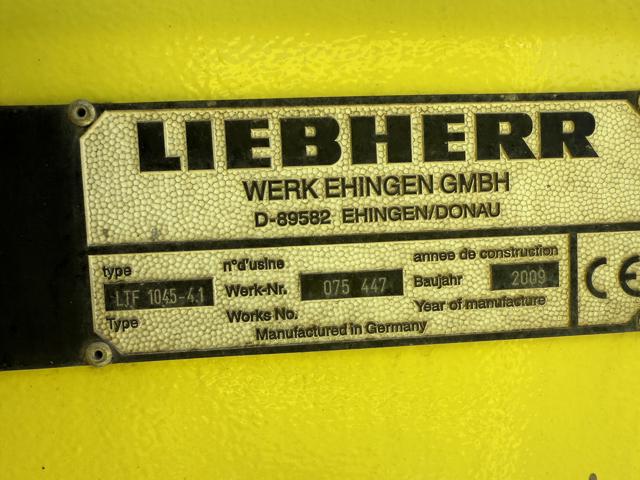 LIEBHERR
WERK EHINGEN GMBH
D-89582 EHINGEN/DONAU
type
LTF 1045-4.1
Type
n°d'usine
Werk-Nr. 075 447
Works No.
annee de construction
Baujahr 2009
Year of manufacture
Manufactured in Germany
CE